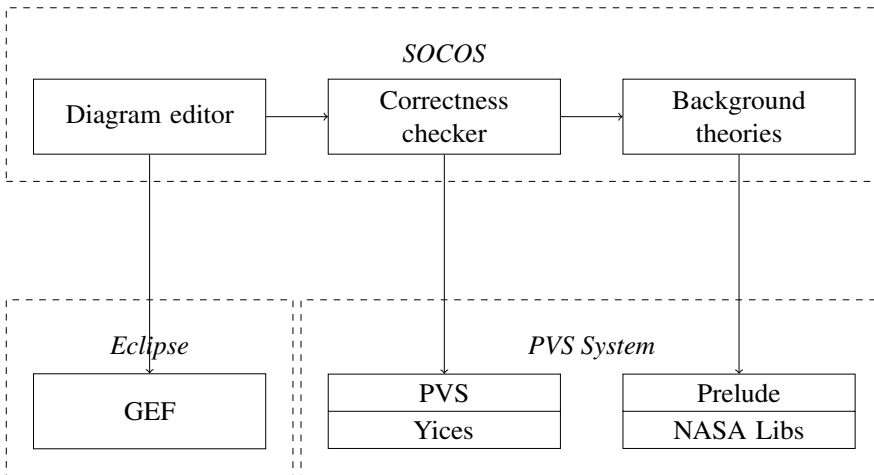 SOCOS
Diagram editor
Correctness
checker
Background
theories
Eclipse
PVS System
GEF
PVS
Yices
Prelude
NASA Libs